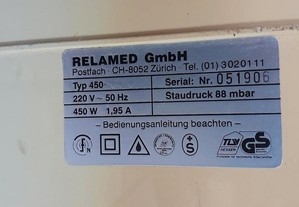 RELAMED GmbH
Postfach · CH-8052 Zürich · Tel. (01) 3020111
Typ 450 Serial: Nr. 051906
220 V ~ 50 Hz Staudruck 88 mbar
450 W 1,95 A
– Bedienungsanleitung beachten –
S + S TÜV GS